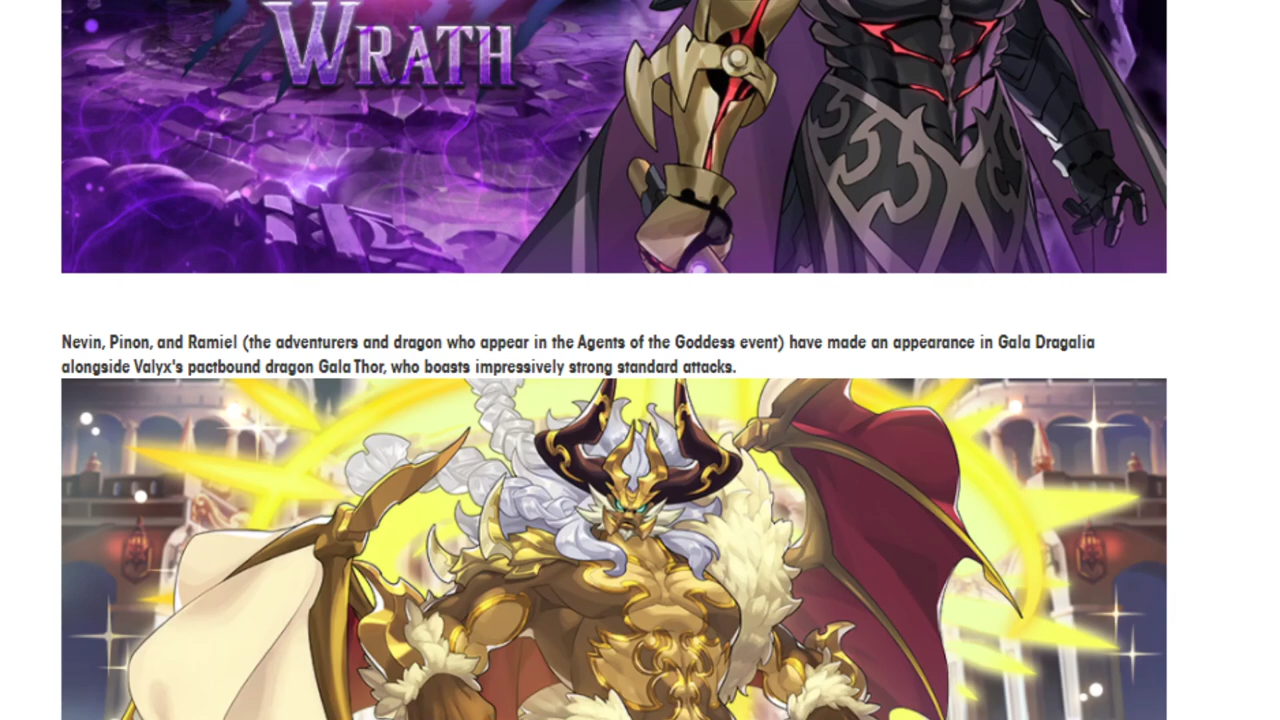 WRATH
Nevin, Pinon, and Ramiel (the adventurers and dragon who appear in the Agents of the Goddess event) have made an appearance in Gala Dragalia
alongside Valyx's pactbound dragon Gala Thor, who boasts impressively strong standard attacks.